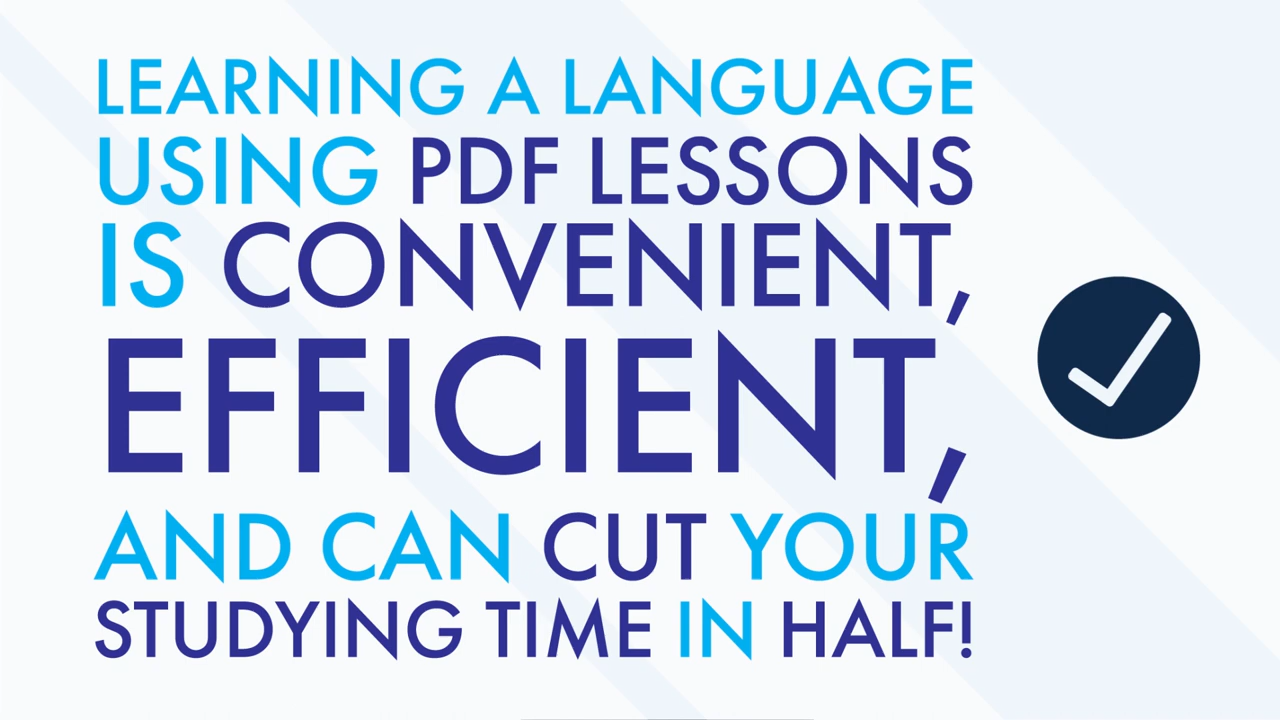 LEARNING A LANGUAGE
USING PDF LESSONS
IS CONVENIENT,
EFFICIENT,
AND CAN CUT YOUR
STUDYING TIME IN HALF!